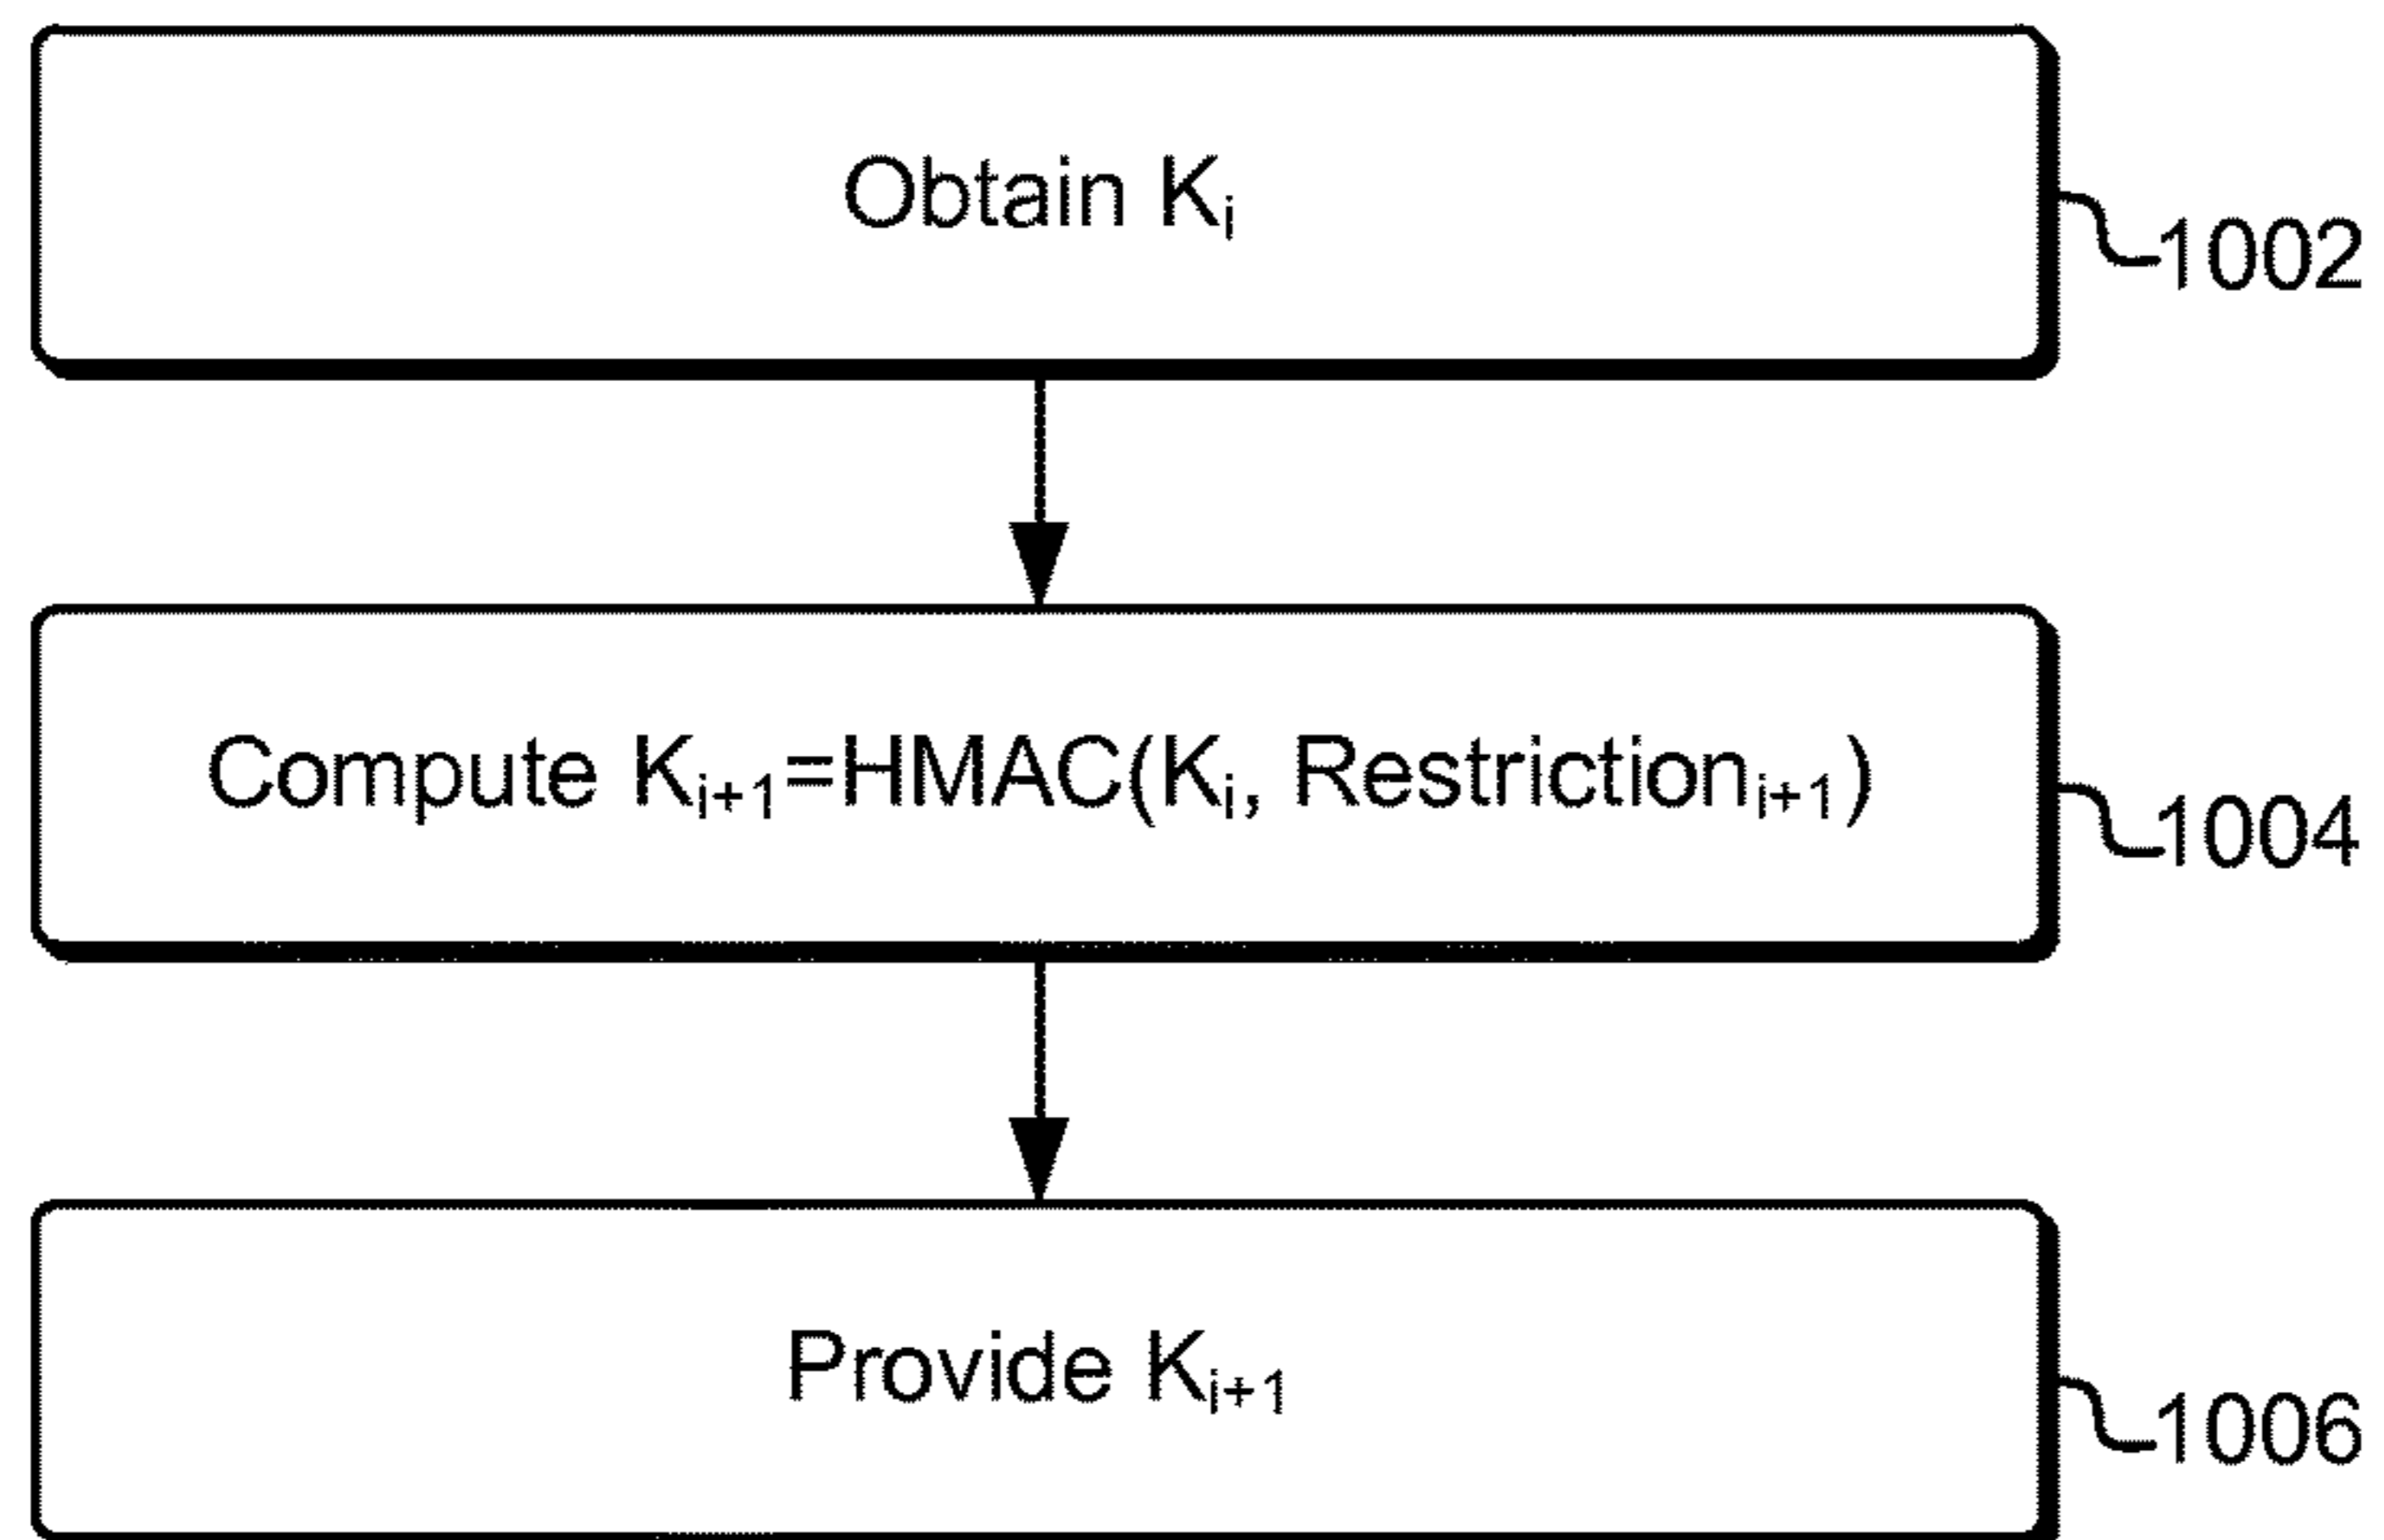 Obtain Kᵢ
1002
Compute Kᵢ₊₁=HMAC(Kᵢ, Restrictionᵢ₊₁)
1004
Provide Kᵢ₊₁
1006